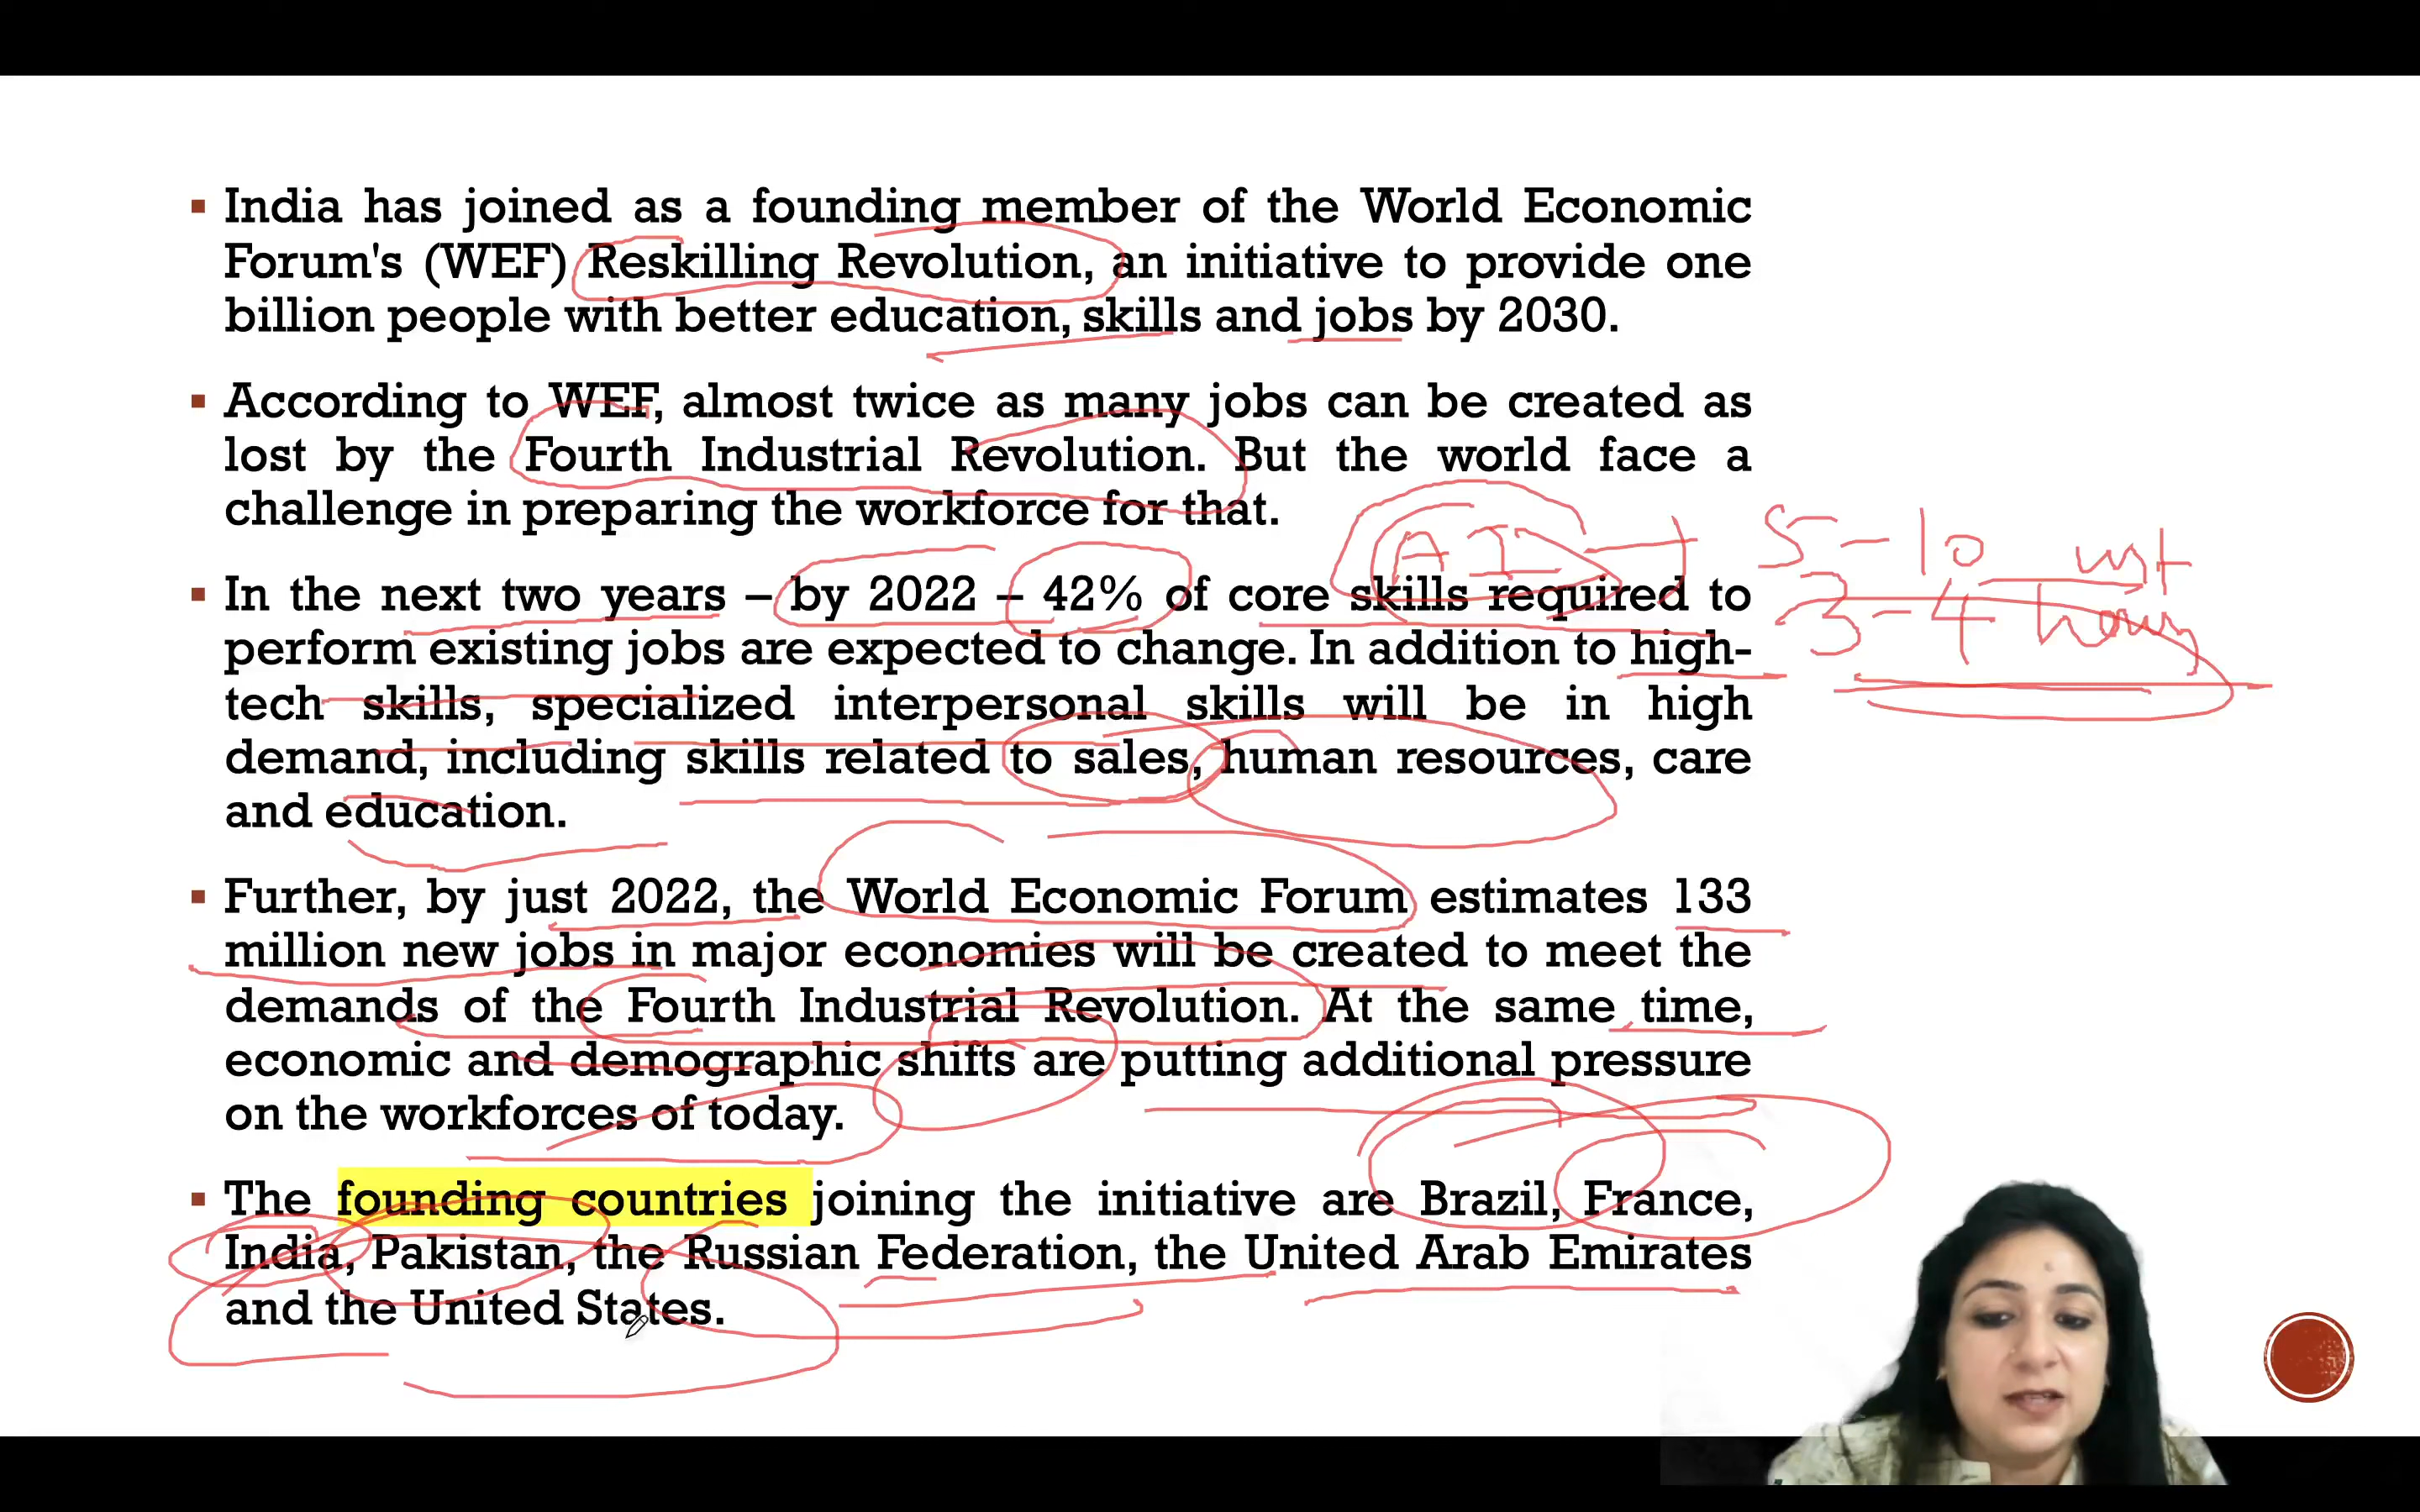 ▪ India has joined as a founding member of the World Economic
Forum's (WEF) Reskilling Revolution, an initiative to provide one
billion people with better education, skills and jobs by 2030.
▪ According to WEF, almost twice as many jobs can be created as
lost by the Fourth Industrial Revolution. But the world face a
challenge in preparing the workforce for that.
AI
5-10
3-4 hours
▪ In the next two years – by 2022 – 42% of core skills required to
perform existing jobs are expected to change. In addition to high-
tech skills, specialized interpersonal skills will be in high
demand, including skills related to sales, human resources, care
and education.
▪ Further, by just 2022, the World Economic Forum estimates 133
million new jobs in major economies will be created to meet the
demands of the Fourth Industrial Revolution. At the same time,
economic and demographic shifts are putting additional pressure
on the workforces of today.
▪ The founding countries joining the initiative are Brazil, France,
India, Pakistan, the Russian Federation, the United Arab Emirates
and the United States.